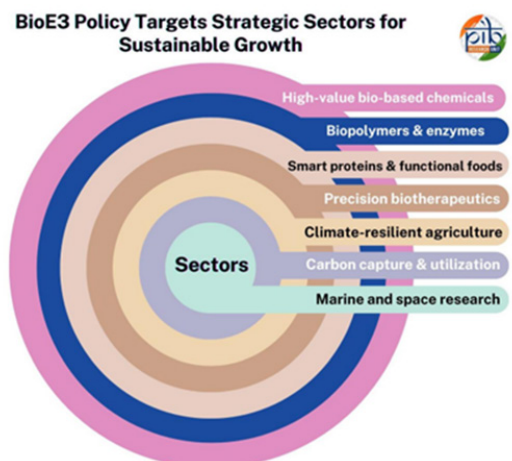 BioE3 Policy Targets Strategic Sectors for
Sustainable Growth
pib
High-value bio-based chemicals
Biopolymers & enzymes
Smart proteins & functional foods
Precision biotherapeutics
Climate-resilient agriculture
Sectors
Carbon capture & utilization
Marine and space research